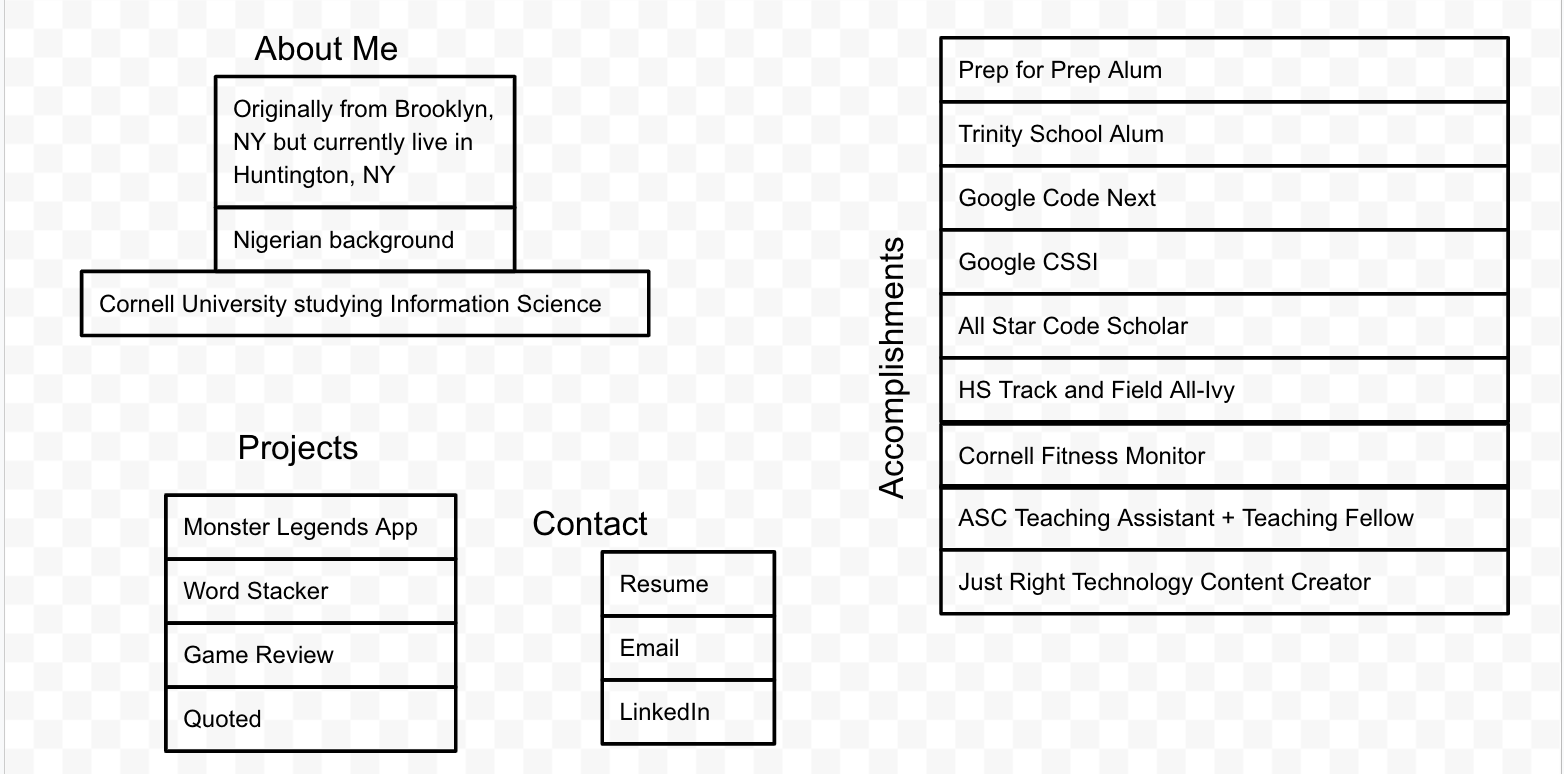 About Me
Originally from Brooklyn,
NY but currently live in
Huntington, NY
Nigerian background
Cornell University studying Information Science
Projects
Monster Legends App
Word Stacker
Game Review
Quoted
Contact
Resume
Email
LinkedIn
Accomplishments
Prep for Prep Alum
Trinity School Alum
Google Code Next
Google CSSI
All Star Code Scholar
HS Track and Field All-Ivy
Cornell Fitness Monitor
ASC Teaching Assistant + Teaching Fellow
Just Right Technology Content Creator